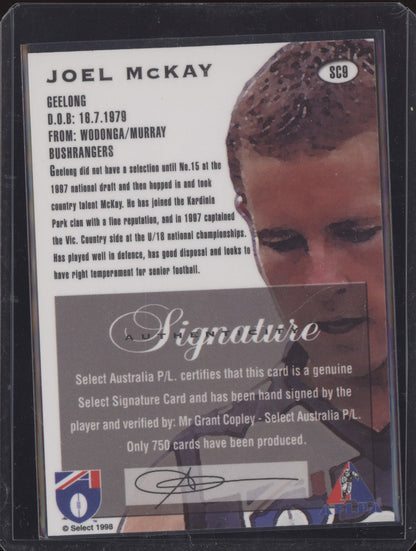 JOEL MCKAY
SC9
GEELONG
D.O.B: 18.7.1979
FROM: WODONGA/MURRAY
BUSHRANGERS
Geelong did not have a selection until No.15 at the
1997 national draft and then hopped in and took
country talent McKay. He has joined the Kardinia
Park clan with a fine reputation, and in 1997 captained
the Vic. Country side at the U/18 national championships.
Has played well in defence, has good disposal and looks to
have right temperament for senior football.
AUTHENTICITY
Signature
Select Australia P/L. certifies that this card is a genuine
Select Signature Card and has been hand signed by the
player and verified by: Mr Grant Copley - Select Australia P/L.
Only 750 cards have been produced.
© Select 1998
AFLPA